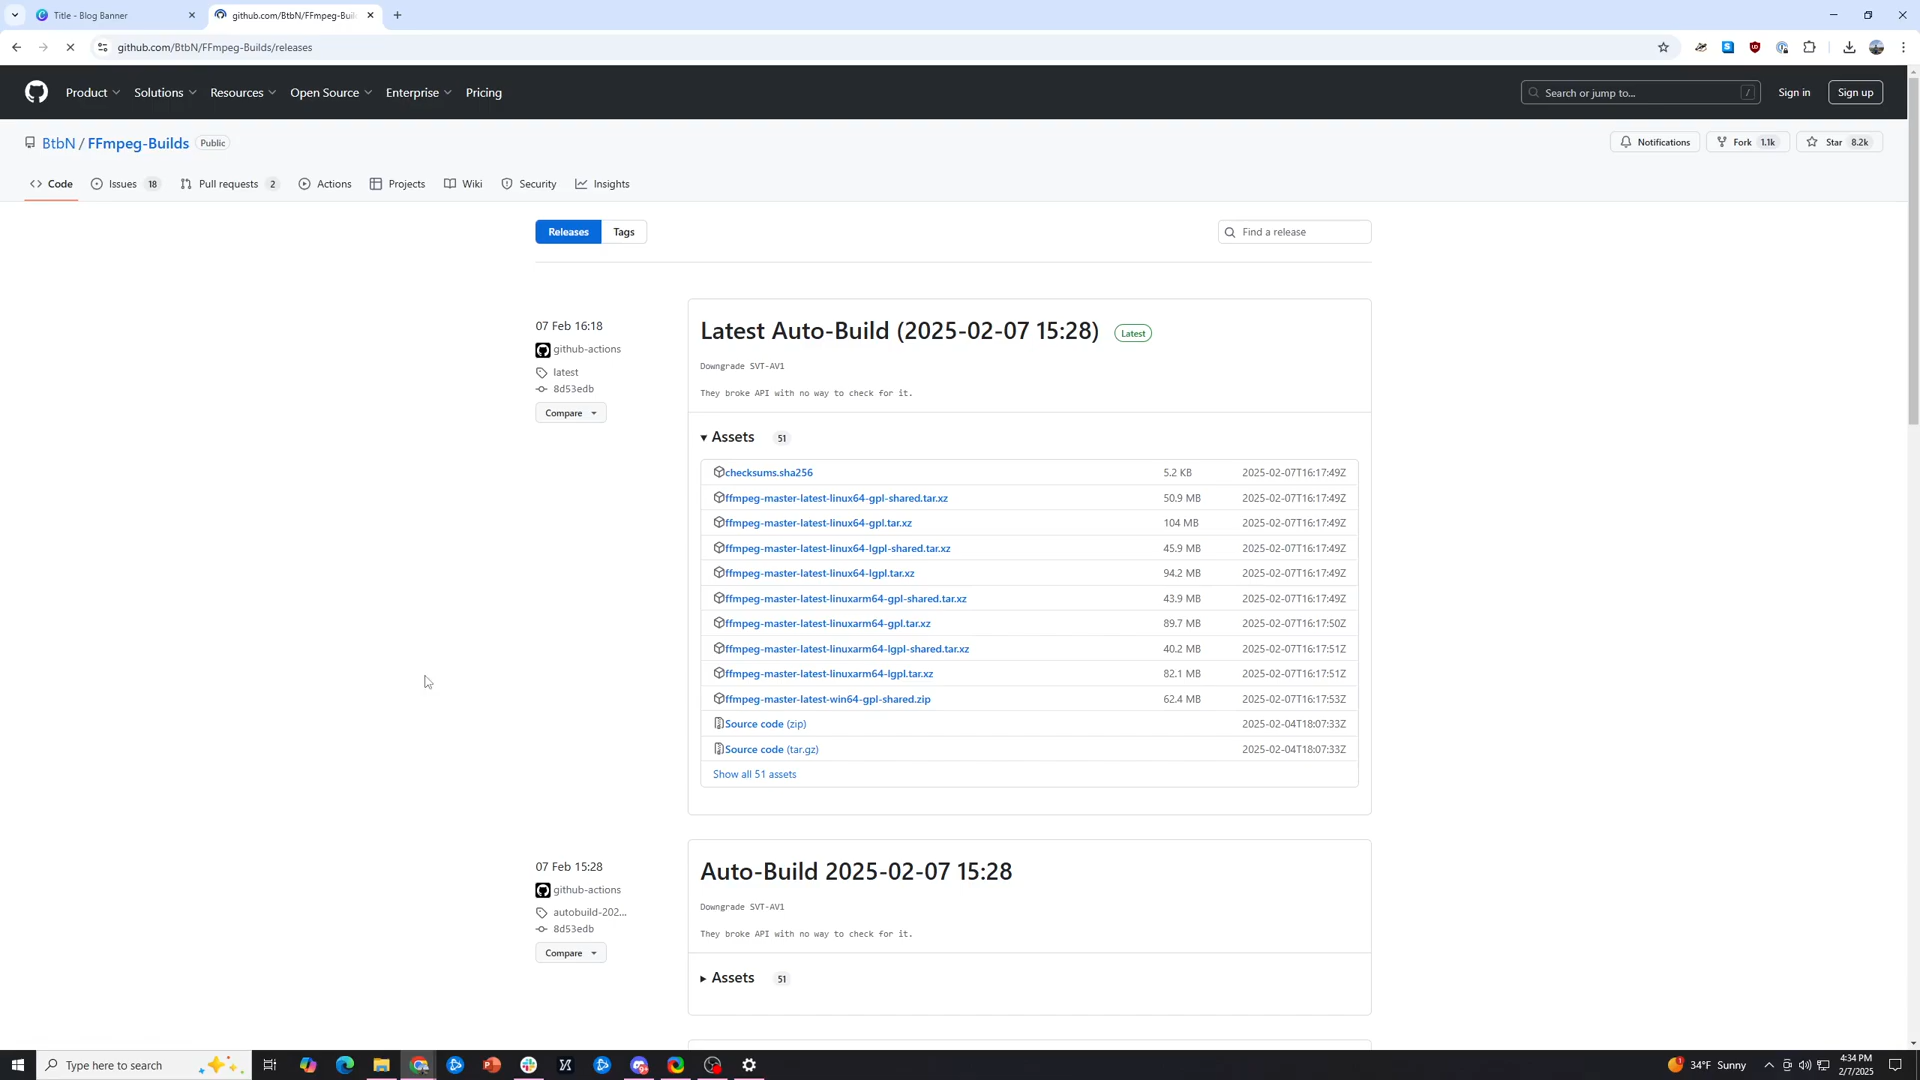 Title - Blog Banner
github.com/BtbN/FFmpeg-Buil
github.com/BtbN/FFmpeg-Builds/releases
Product
Solutions
Resources
Open Source
Enterprise
Pricing
Search or jump to...
/
Sign in
Sign up
BtbN / FFmpeg-Builds Public
Notifications
Fork 1.1k
Star 8.2k
Code
Issues 18
Pull requests 2
Actions
Projects
Wiki
Security
Insights
Releases
Tags
Find a release
07 Feb 16:18
github-actions
latest
8d53edb
Compare
Latest Auto-Build (2025-02-07 15:28) Latest
Downgrade SVT-AV1
They broke API with no way to check for it.
Assets 51
checksums.sha256 5.2 KB 2025-02-07T16:17:49Z
ffmpeg-master-latest-linux64-gpl-shared.tar.xz 50.9 MB 2025-02-07T16:17:49Z
ffmpeg-master-latest-linux64-gpl.tar.xz 104 MB 2025-02-07T16:17:49Z
ffmpeg-master-latest-linux64-lgpl-shared.tar.xz 45.9 MB 2025-02-07T16:17:49Z
ffmpeg-master-latest-linux64-lgpl.tar.xz 94.2 MB 2025-02-07T16:17:49Z
ffmpeg-master-latest-linuxarm64-gpl-shared.tar.xz 43.9 MB 2025-02-07T16:17:49Z
ffmpeg-master-latest-linuxarm64-gpl.tar.xz 89.7 MB 2025-02-07T16:17:50Z
ffmpeg-master-latest-linuxarm64-lgpl-shared.tar.xz 40.2 MB 2025-02-07T16:17:51Z
ffmpeg-master-latest-linuxarm64-lgpl.tar.xz 82.1 MB 2025-02-07T16:17:51Z
ffmpeg-master-latest-win64-gpl-shared.zip 62.4 MB 2025-02-07T16:17:53Z
Source code (zip) 2025-02-04T18:07:33Z
Source code (tar.gz) 2025-02-04T18:07:33Z
Show all 51 assets
07 Feb 15:28
github-actions
autobuild-202...
8d53edb
Compare
Auto-Build 2025-02-07 15:28
Downgrade SVT-AV1
They broke API with no way to check for it.
Assets 51
Type here to search
34°F Sunny
4:34 PM
2/7/2025